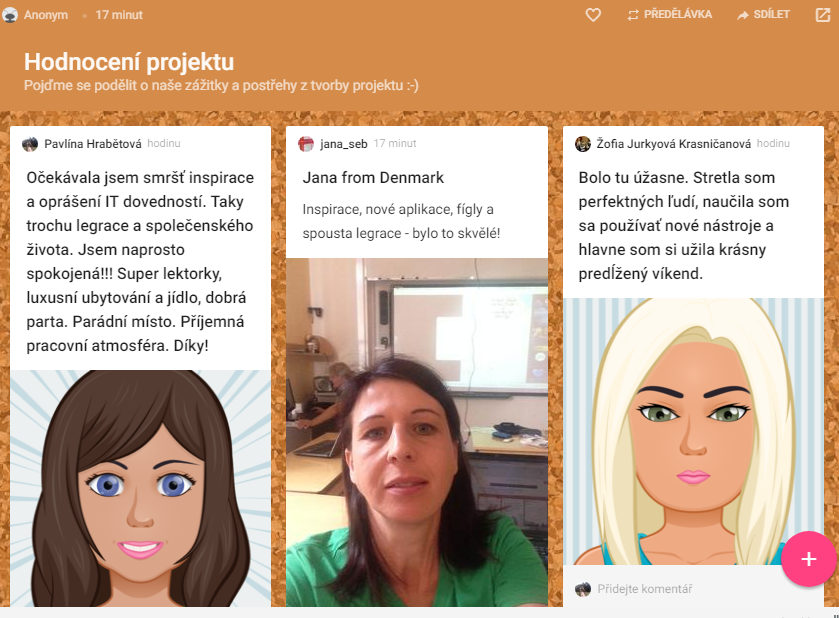 Anonym • 17 minut
PŘEDĚLÁVKA
SDÍLET
Hodnocení projektu
Pojďme se podělit o naše zážitky a postřehy z tvorby projektu :-)
Pavlína Hrabětová hodinu
Očekávala jsem smršť inspirace
a oprášení IT dovedností. Taky
trochu legrace a společenského
života. Jsem naprosto
spokojená!!! Super lektorky,
luxusní ubytování a jídlo, dobrá
parta. Parádní místo. Příjemná
pracovní atmosféra. Díky!
jana_seb 17 minut
Jana from Denmark
Inspirace, nové aplikace, fígly a
spousta legrace - bylo to skvělé!
Žofia Jurkyová Krasničanová hodinu
Bolo tu úžasne. Stretla som
perfektných ľudí, naučila som
sa používať nové nástroje a
hlavne som si užila krásny
predĺžený víkend.
Přidejte komentář